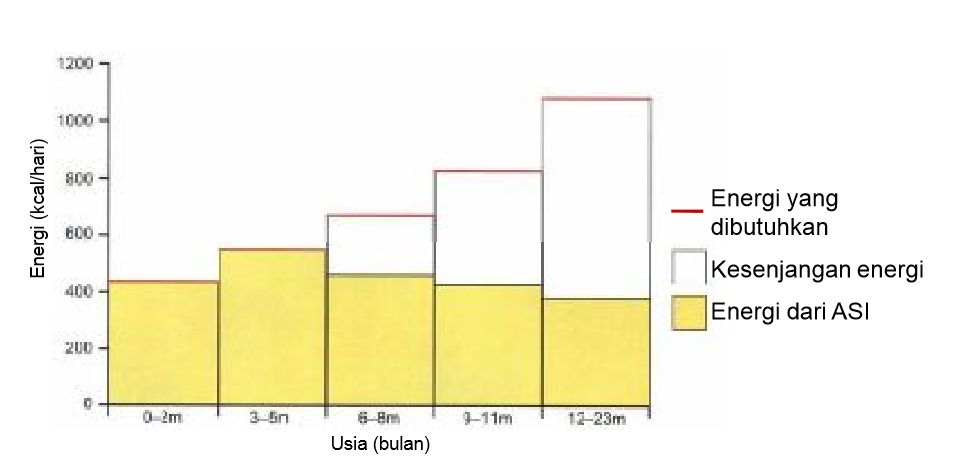 1200
1000
800
600
400
200
0
Energi (kcal/hari)
0–2m
3–5m
6–8m
9–11m
12–23m
Usia (bulan)
Energi yang
dibutuhkan
Kesenjangan energi
Energi dari ASI